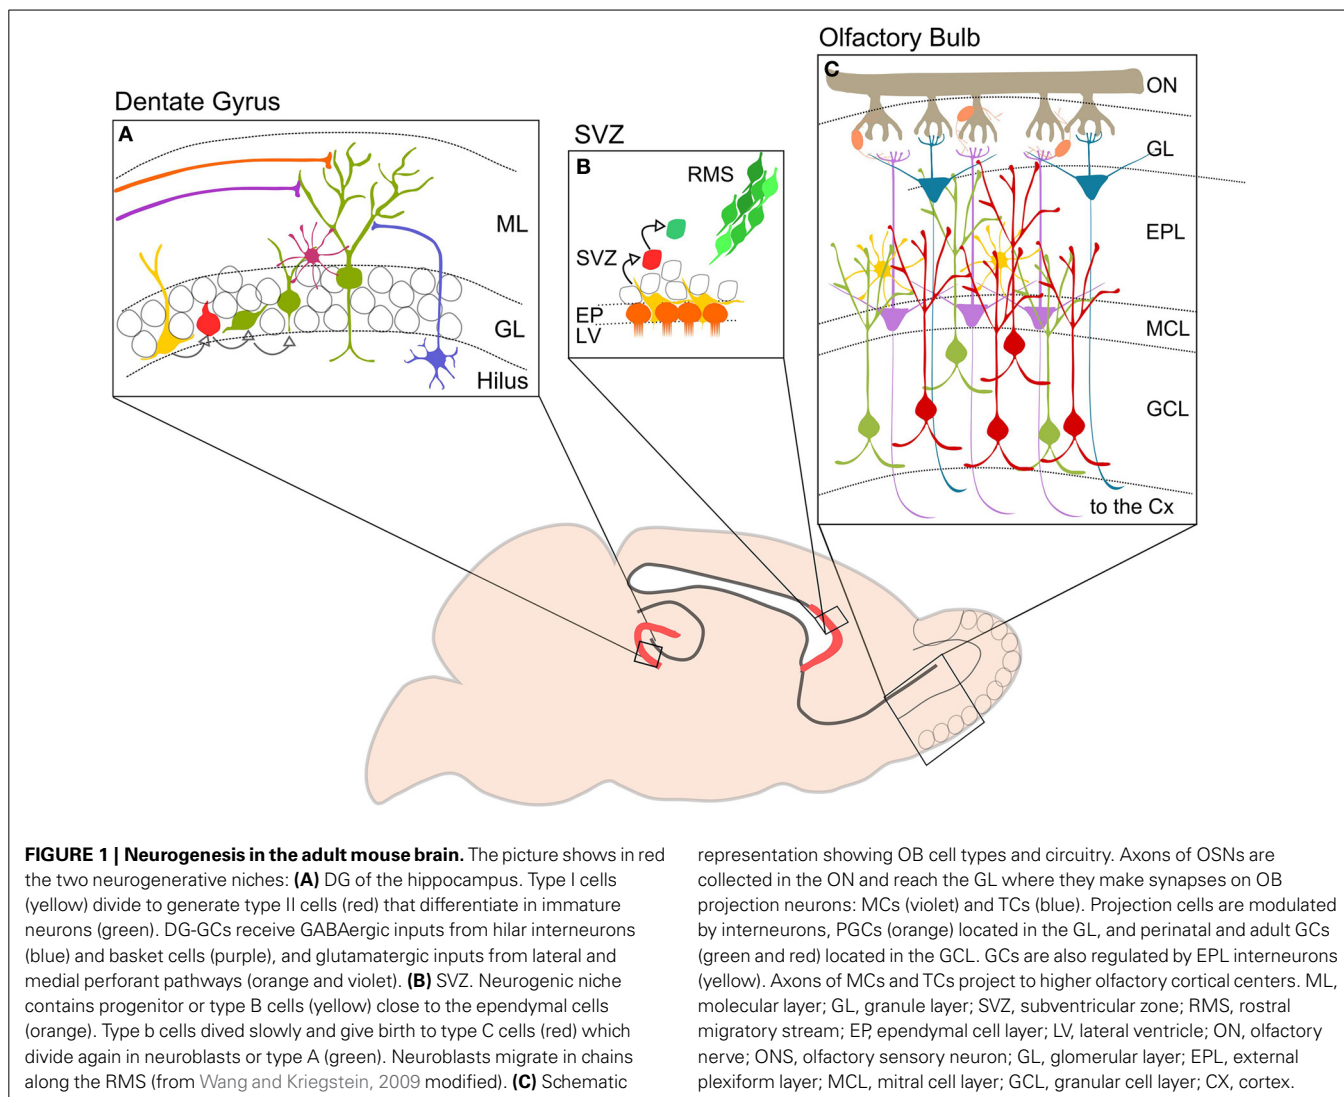 Olfactory Bulb
C
ON
GL
EPL
MCL
GCL
to the Cx
Dentate Gyrus
A
ML
GL
Hilus
SVZ
B
RMS
SVZ
EP
LV
FIGURE 1 | Neurogenesis in the adult mouse brain. The picture shows in red
the two neurogenerative niches: (A) DG of the hippocampus. Type I cells
(yellow) divide to generate type II cells (red) that differentiate in immature
neurons (green). DG-GCs receive GABAergic inputs from hilar interneurons
(blue) and basket cells (purple), and glutamatergic inputs from lateral and
medial perforant pathways (orange and violet). (B) SVZ. Neurogenic niche
contains progenitor or type B cells (yellow) close to the ependymal cells
(orange). Type b cells dived slowly and give birth to type C cells (red) which
divide again in neuroblasts or type A (green). Neuroblasts migrate in chains
along the RMS (from Wang and Kriegstein, 2009 modified). (C) Schematic
representation showing OB cell types and circuitry. Axons of OSNs are
collected in the ON and reach the GL where they make synapses on OB
projection neurons: MCs (violet) and TCs (blue). Projection cells are modulated
by interneurons, PGCs (orange) located in the GL, and perinatal and adult GCs
(green and red) located in the GCL. GCs are also regulated by EPL interneurons
(yellow). Axons of MCs and TCs project to higher olfactory cortical centers. ML,
molecular layer; GL, granule layer; SVZ, subventricular zone; RMS, rostral
migratory stream; EP, ependymal cell layer; LV, lateral ventricle; ON, olfactory
nerve; ONS, olfactory sensory neuron; GL, glomerular layer; EPL, external
plexiform layer; MCL, mitral cell layer; GCL, granular cell layer; CX, cortex.